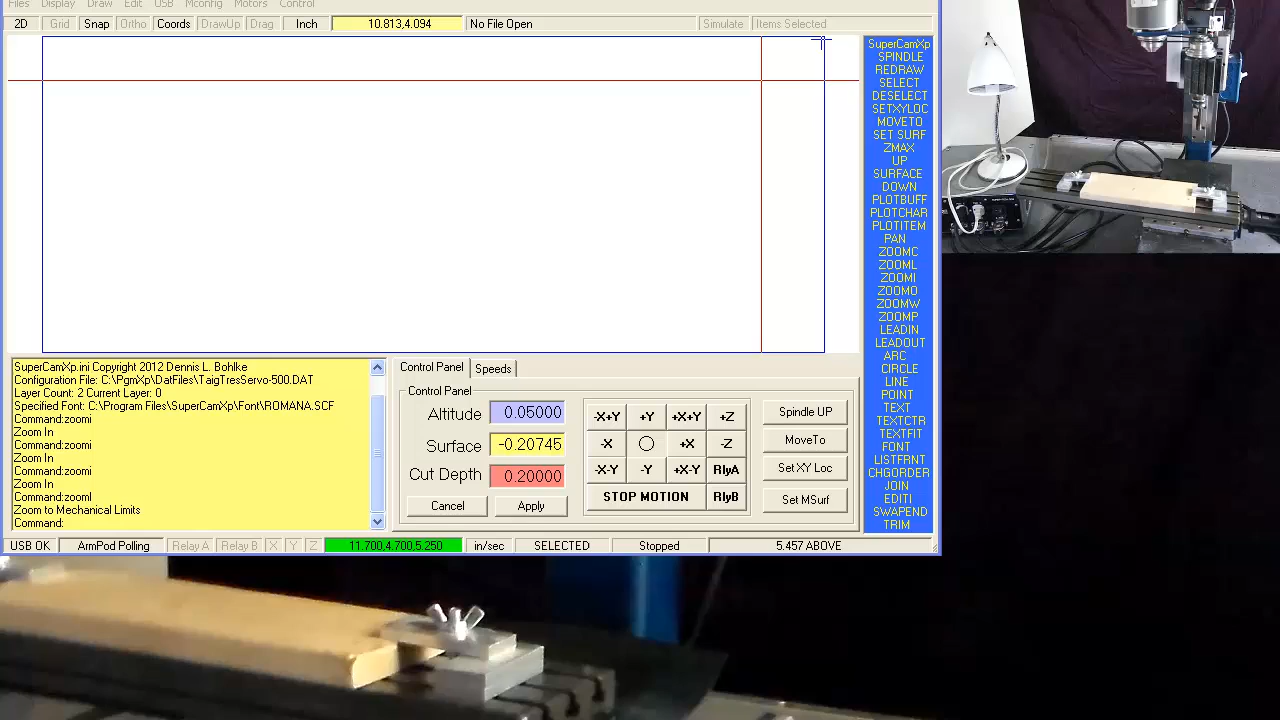 Files Display Draw Edit USB Mconfig Motors Control
2D Grid Snap Ortho Coords DrawUp Drag Inch 10.813,4.094 No File Open Simulate Items Selected
SuperCamXp
SPINDLE
REDRAW
SELECT
DESELECT
SETXYLOC
MOVETO
SET SURF
ZMAX
UP
SURFACE
DOWN
PLOTBUFF
PLOTCHAR
PLOTITEM
PAN
ZOOMC
ZOOML
ZOOMI
ZOOMO
ZOOMW
ZOOMP
LEADIN
LEADOUT
ARC
CIRCLE
LINE
POINT
TEXT
TEXTCTR
TEXTFIT
FONT
LISTFRNT
CHGORDER
JOIN
EDITI
SWAPEND
TRIM
SuperCamXp.ini Copyright 2012 Dennis L. Bohlke
Configuration File: C:\PgmXp\DatFiles\TaigTresServo-500.DAT
Layer Count: 2 Current Layer: 0
Specified Font: C:\Program Files\SuperCamXp\Font\ROMANA.SCF
Command:zoomi
Zoom In
Command:zoomi
Zoom In
Command:zoomi
Zoom In
Command:zooml
Zoom to Mechanical Limits
Command:
Control Panel Speeds
Control Panel
Altitude 0.05000
Surface -0.20745
Cut Depth 0.20000
Cancel Apply
-X+Y +Y +X+Y +Z
-X +X -Z
-X-Y -Y +X-Y RlyA
STOP MOTION RlyB
Spindle UP
MoveTo
Set XY Loc
Set MSurf
USB OK ArmPod Polling Relay A Relay B X Y Z 11.700,4.700,5.250 in/sec SELECTED Stopped 5.457 ABOVE